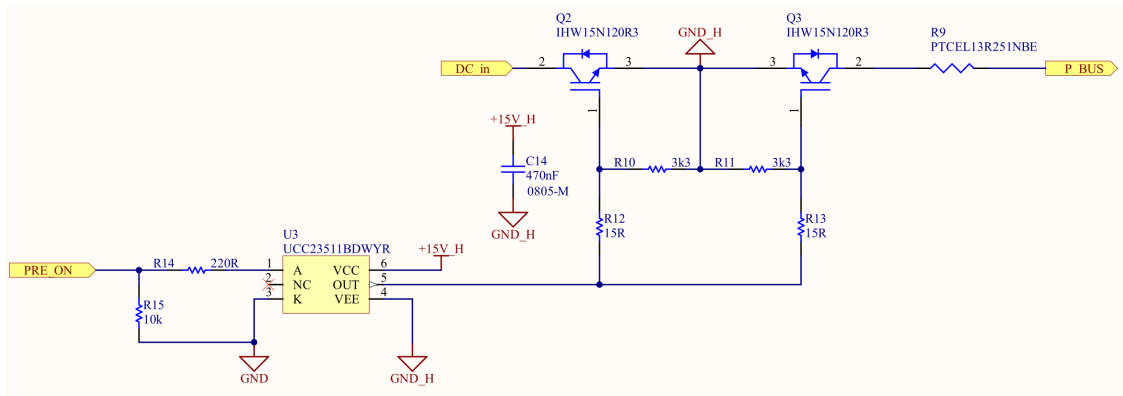 Q2
IHW15N120R3
Q3
IHW15N120R3
GND_H
R9
PTCEL13R251NBE
DC_in
2
3
3
2
P_BUS
1
1
+15V_H
C14
470nF
0805-M
GND_H
R10
3k3
R11
3k3
R12
15R
R13
15R
U3
UCC23511BDWYR
+15V_H
PRE_ON
R14
220R
1
A
VCC
6
2
NC
OUT
5
3
K
VEE
4
R15
10k
GND
GND_H